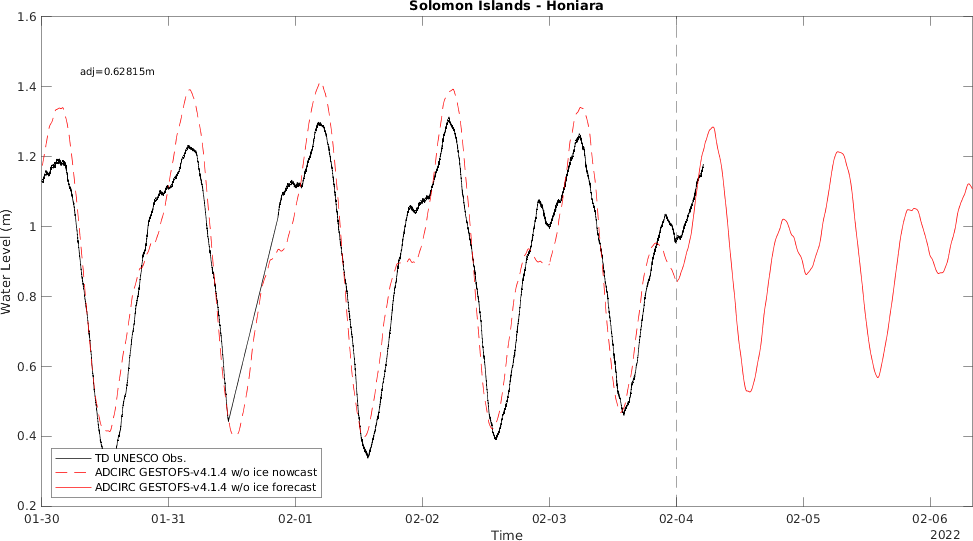 Solomon Islands - Honiara
1.6
1.4
1.2
1
0.8
0.6
0.4
0.2
Water Level (m)
adj=0.62815m
TD UNESCO Obs.
ADCIRC GESTOFS-v4.1.4 w/o ice nowcast
ADCIRC GESTOFS-v4.1.4 w/o ice forecast
01-30 01-31 02-01 02-02 02-03 02-04 02-05 02-06
Time
2022